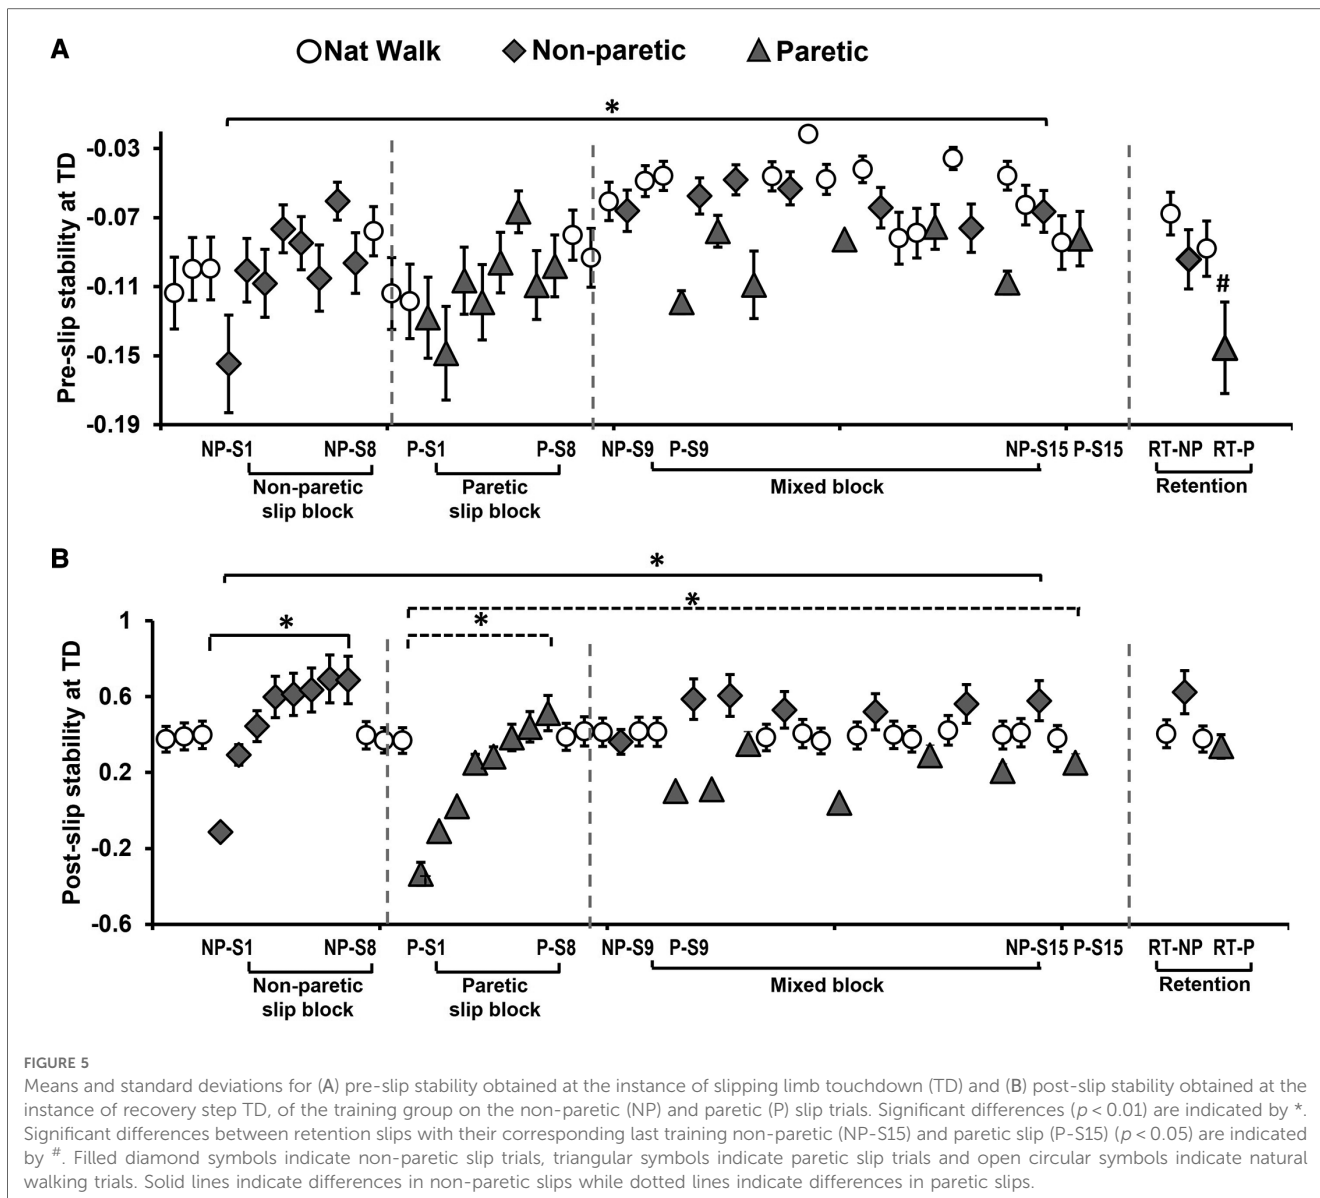 A
Nat Walk Non-paretic Paretic
*
-0.03
-0.07
-0.11
-0.15
-0.19
Pre-slip stability at TD
#
NP-S1 NP-S8 P-S1 P-S8 NP-S9 P-S9 NP-S15 P-S15 RT-NP RT-P
Non-paretic
slip block
Paretic
slip block
Mixed block
Retention
B
*
*
*
*
1
0.6
0.2
-0.2
-0.6
Post-slip stability at TD
NP-S1 NP-S8 P-S1 P-S8 NP-S9 P-S9 NP-S15 P-S15 RT-NP RT-P
Non-paretic
slip block
Paretic
slip block
Mixed block
Retention
FIGURE 5
Means and standard deviations for (A) pre-slip stability obtained at the instance of slipping limb touchdown (TD) and (B) post-slip stability obtained at the
instance of recovery step TD, of the training group on the non-paretic (NP) and paretic (P) slip trials. Significant differences (p < 0.01) are indicated by *.
Significant differences between retention slips with their corresponding last training non-paretic (NP-S15) and paretic slip (P-S15) (p < 0.05) are indicated
by #. Filled diamond symbols indicate non-paretic slip trials, triangular symbols indicate paretic slip trials and open circular symbols indicate natural
walking trials. Solid lines indicate differences in non-paretic slips while dotted lines indicate differences in paretic slips.